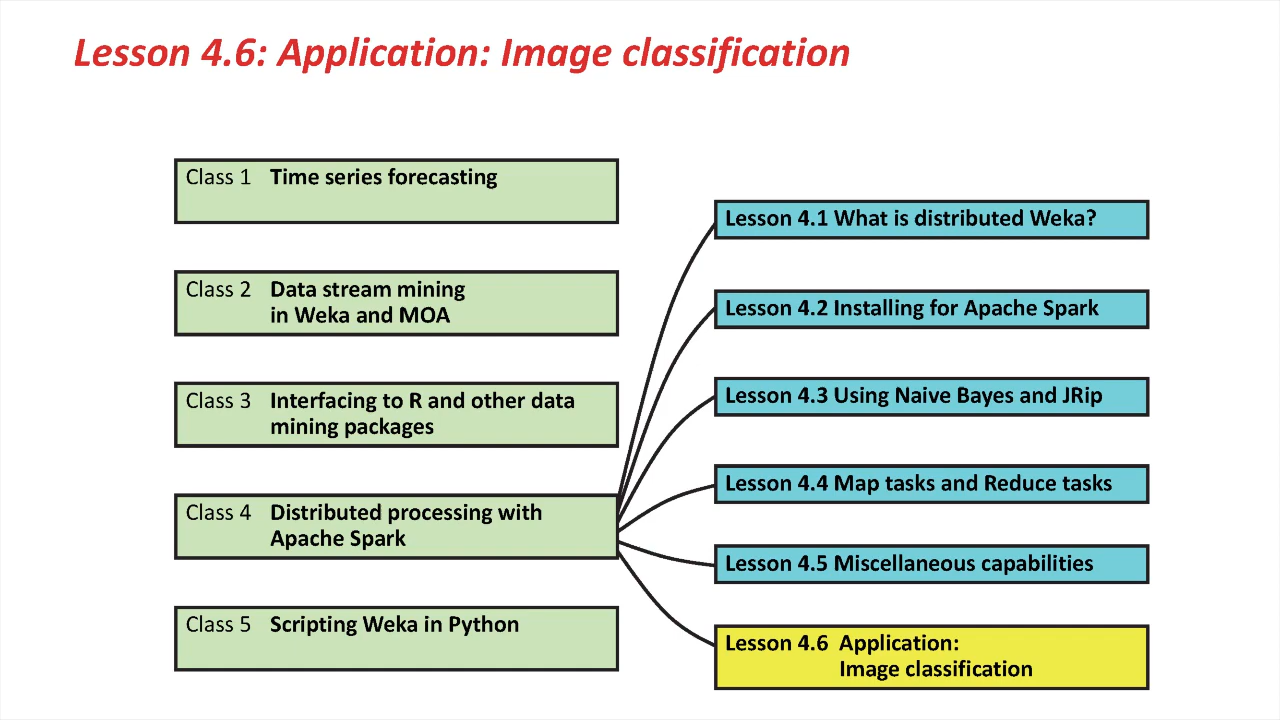 Lesson 4.6: Application: Image classification
Class 1 Time series forecasting
Class 2 Data stream mining
in Weka and MOA
Class 3 Interfacing to R and other data
mining packages
Class 4 Distributed processing with
Apache Spark
Class 5 Scripting Weka in Python
Lesson 4.1 What is distributed Weka?
Lesson 4.2 Installing for Apache Spark
Lesson 4.3 Using Naive Bayes and JRip
Lesson 4.4 Map tasks and Reduce tasks
Lesson 4.5 Miscellaneous capabilities
Lesson 4.6 Application:
Image classification